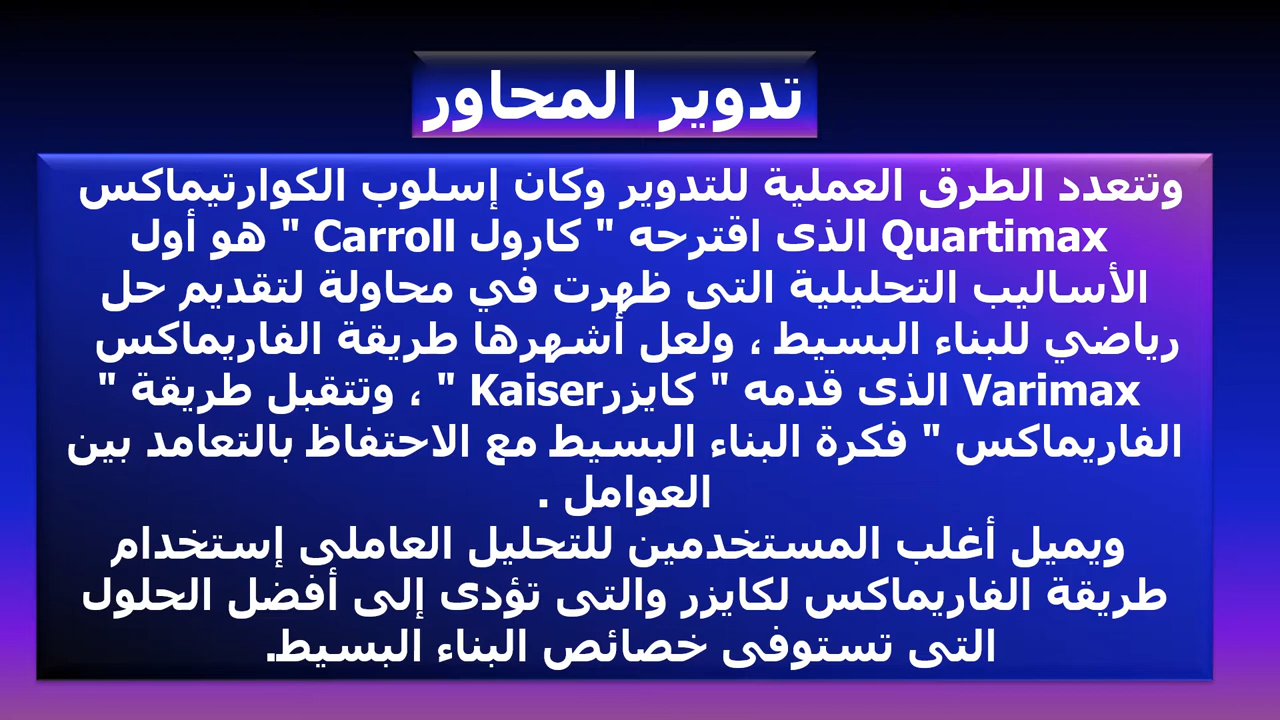 تدوير المحاور
وتتعدد الطرق العملية للتدوير وكان إسلوب الكوارتيماكس
Quartimax الذى اقترحه " كارول Carroll " هو أول
الأساليب التحليلية التى ظهرت في محاولة لتقديم حل
رياضي للبناء البسيط ، ولعل أشهرها طريقة الفاريماكس
Varimax الذى قدمه " كايزرKaiser " ، وتتقبل طريقة "
الفاريماكس " فكرة البناء البسيط مع الاحتفاظ بالتعامد بين
العوامل .
ويميل أغلب المستخدمين للتحليل العاملى إستخدام
طريقة الفاريماكس لكايزر والتى تؤدى إلى أفضل الحلول
التى تستوفى خصائص البناء البسيط.